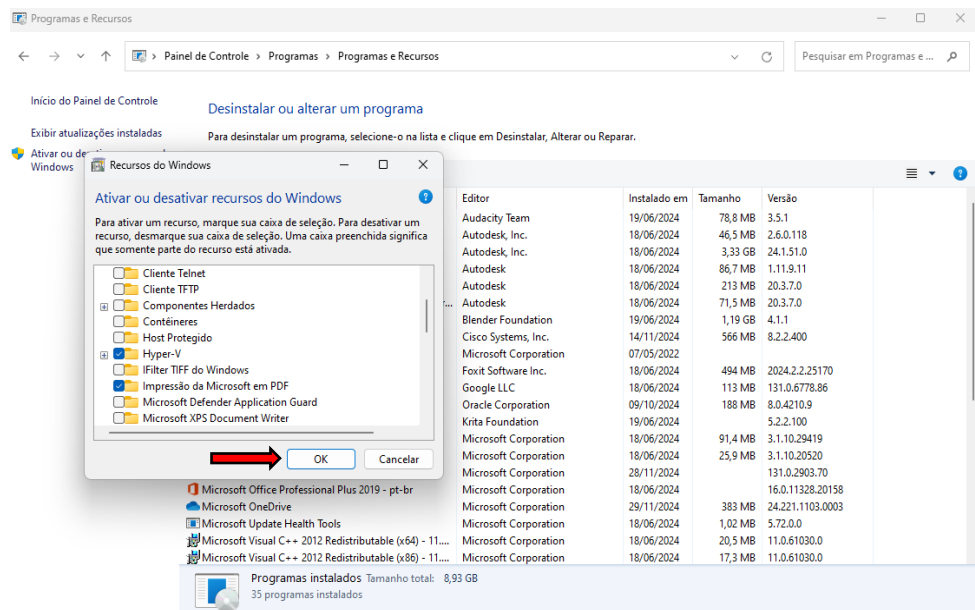 Programas e Recursos
Painel de Controle > Programas > Programas e Recursos
Pesquisar em Programas e ...
Início do Painel de Controle
Exibir atualizações instaladas
Ativar ou
Windows
Desinstalar ou alterar um programa
Para desinstalar um programa, selecione-o na lista e clique em Desinstalar, Alterar ou Reparar.
Recursos do Windows
Ativar ou desativar recursos do Windows
Para ativar um recurso, marque sua caixa de seleção. Para desativar um
recurso, desmarque sua caixa de seleção. Uma caixa preenchida significa
que somente parte do recurso está ativada.
Cliente Telnet
Cliente TFTP
Componentes Herdados
Contêineres
Host Protegido
Hyper-V
IFilter TIFF do Windows
Impressão da Microsoft em PDF
Microsoft Defender Application Guard
Microsoft XPS Document Writer
OK Cancelar
Editor Instalado em Tamanho Versão
Audacity Team 19/06/2024 78,8 MB 3.5.1
Autodesk, Inc. 18/06/2024 46,5 MB 2.6.0.118
Autodesk, Inc. 18/06/2024 3,33 GB 24.1.51.0
Autodesk 18/06/2024 86,7 MB 1.11.9.11
Autodesk 18/06/2024 213 MB 20.3.7.0
Autodesk 18/06/2024 71,5 MB 20.3.7.0
Blender Foundation 19/06/2024 1,19 GB 4.1.1
Cisco Systems, Inc. 14/11/2024 566 MB 8.2.2.400
Microsoft Corporation 07/05/2022
Foxit Software Inc. 18/06/2024 494 MB 2024.2.2.25170
Google LLC 18/06/2024 113 MB 131.0.6778.86
Oracle Corporation 09/10/2024 188 MB 8.0.4210.9
Krita Foundation 19/06/2024 5.2.2.100
Microsoft Corporation 18/06/2024 91,4 MB 3.1.10.29419
Microsoft Corporation 18/06/2024 25,9 MB 3.1.10.20520
Microsoft Corporation 28/11/2024 131.0.2903.70
Microsoft Office Professional Plus 2019 - pt-br Microsoft Corporation 18/06/2024 16.0.11328.20158
Microsoft OneDrive Microsoft Corporation 29/11/2024 383 MB 24.221.1103.0003
Microsoft Update Health Tools Microsoft Corporation 18/06/2024 1,02 MB 5.72.0.0
Microsoft Visual C++ 2012 Redistributable (x64) - 11.... Microsoft Corporation 18/06/2024 20,5 MB 11.0.61030.0
Microsoft Visual C++ 2012 Redistributable (x86) - 11.... Microsoft Corporation 18/06/2024 17,3 MB 11.0.61030.0
Programas instalados Tamanho total: 8,93 GB
35 programas instalados